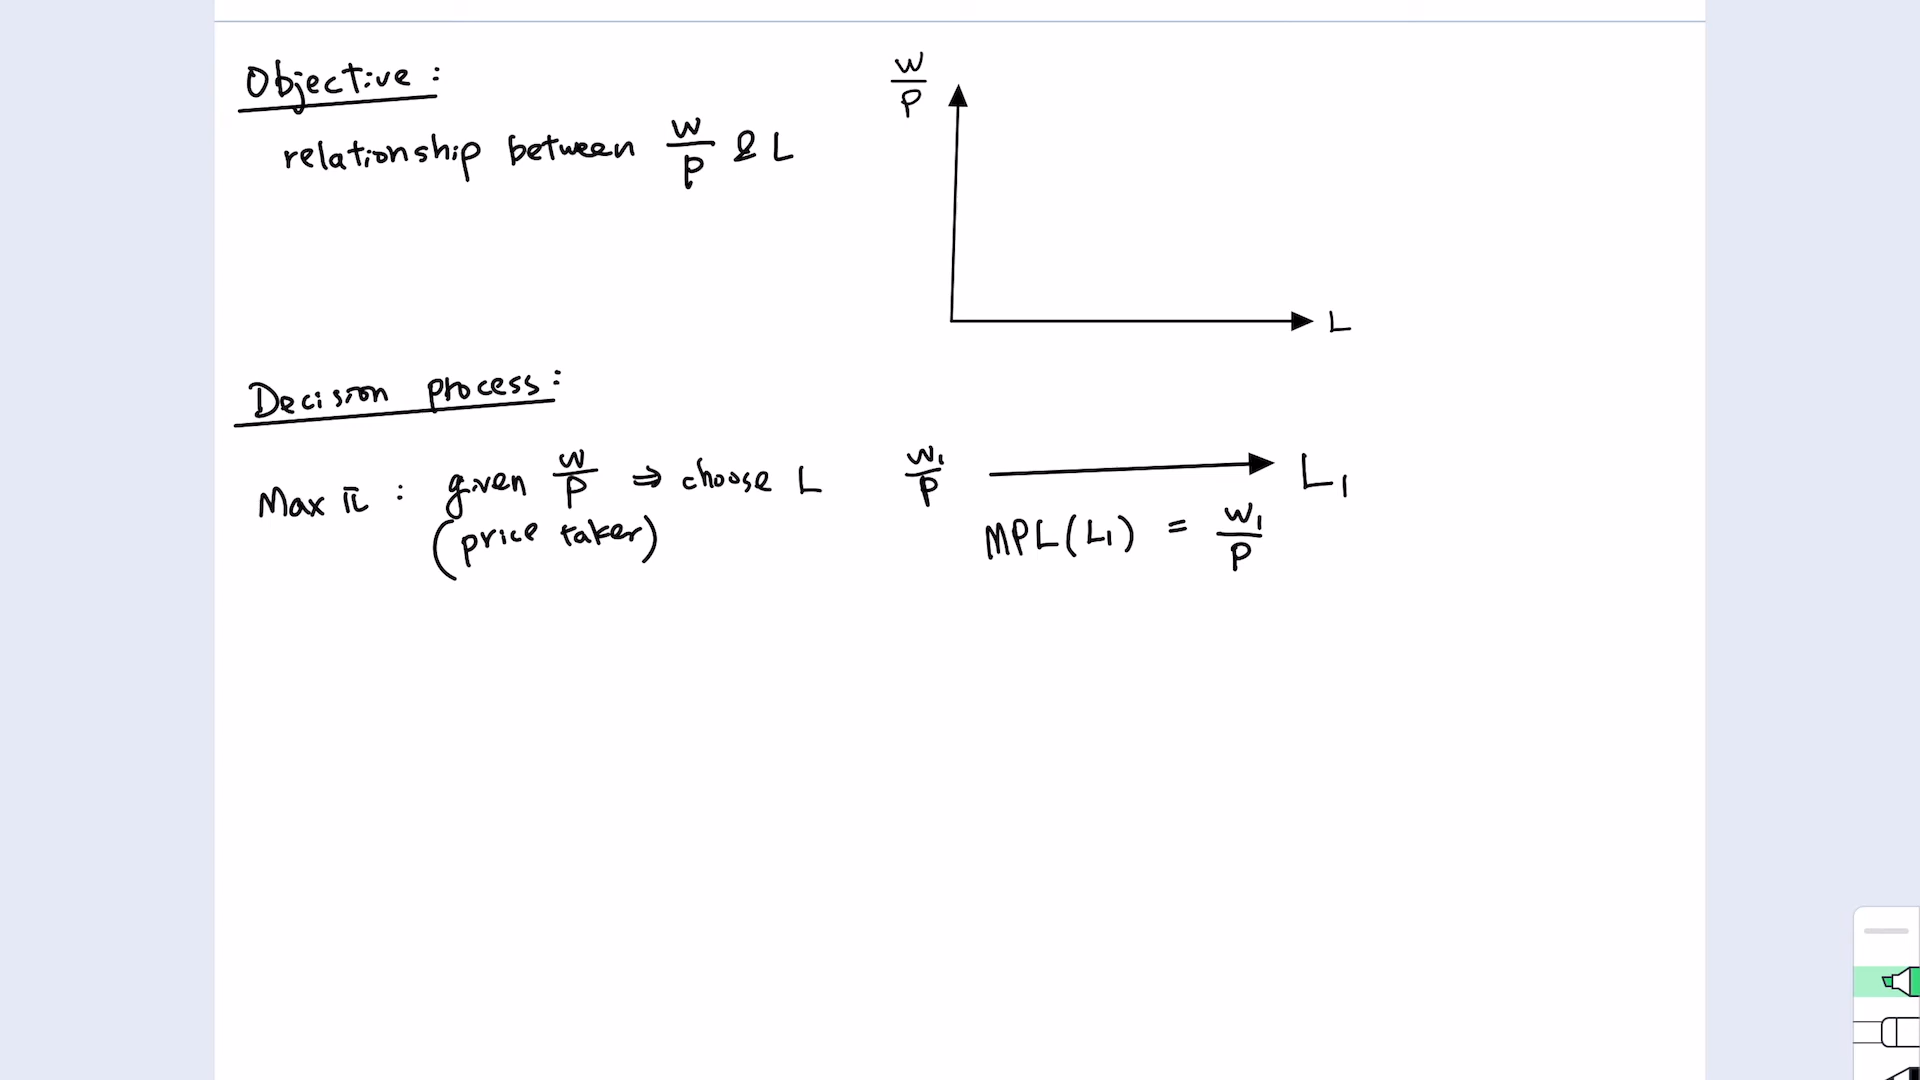 Objective :
relationship between W/P & L
W/P
L
Decision process :
Max π : given W/P ⇒ choose L
(price taker)
W₁/P → L₁
MPL(L₁) = W₁/P